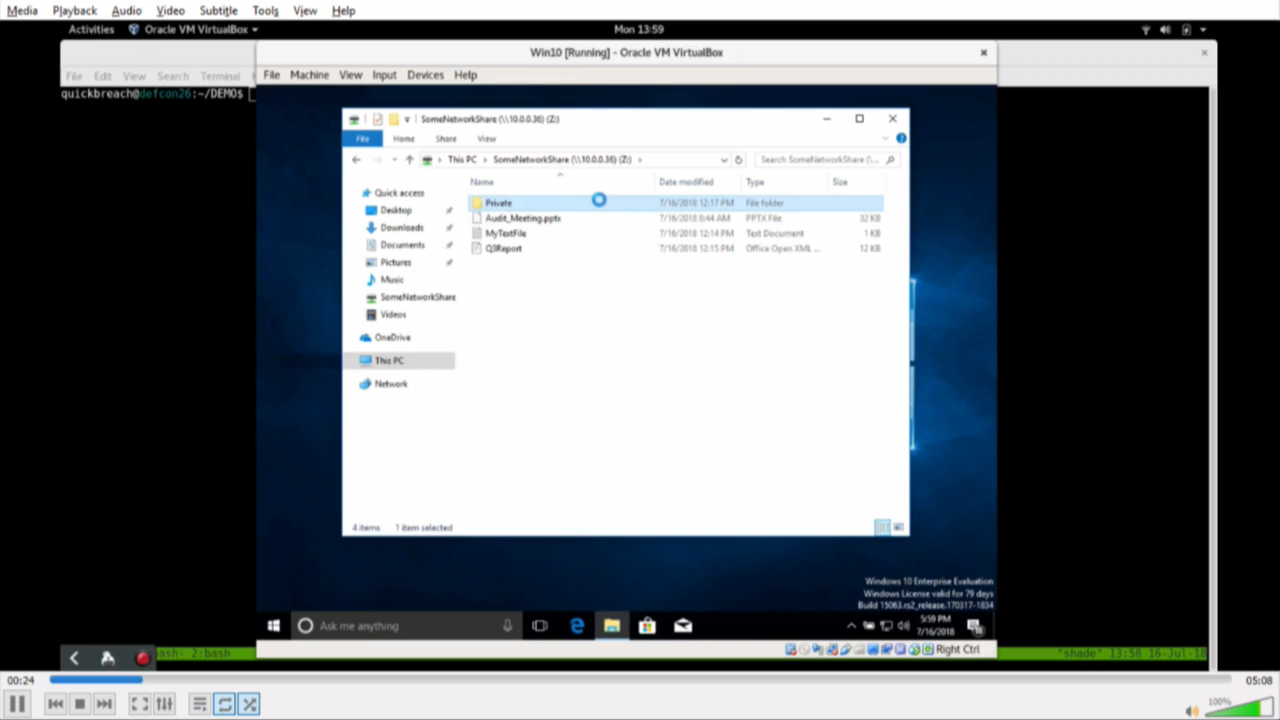 Media Playback Audio Video Subtitle Tools View Help
Activities Oracle VM VirtualBox Mon 13:59
Win10 [Running] - Oracle VM VirtualBox
File Edit View Search Terminal
File Machine View Input Devices Help
quickbreach@defcon26:~/DEMO$
SomeNetworkShare (\\10.0.0.36) (Z:)
File Home Share View
This PC SomeNetworkShare (\\10.0.0.36) (Z:) Search SomeNetworkShare (\...
Name Date modified Type Size
Quick access
Desktop
Downloads
Documents
Pictures
Music
SomeNetworkShare
Videos
OneDrive
This PC
Network
Private 7/16/2018 12:17 PM File folder
Audit_Meeting.pptx 7/16/2018 8:44 AM PPTX File 32 KB
MyTextFile 7/16/2018 12:14 PM Text Document 1 KB
Q3Report 7/16/2018 12:15 PM Office Open XML ... 12 KB
4 items 1 item selected
Windows 10 Enterprise Evaluation
Windows License valid for 79 days
Build 15063.rs2_release.170317-1834
Ask me anything
5:59 PM
7/16/2018
Right Ctrl
bash- 2:bash "shade" 13:58 16-Jul-18
00:24 05:08
100%